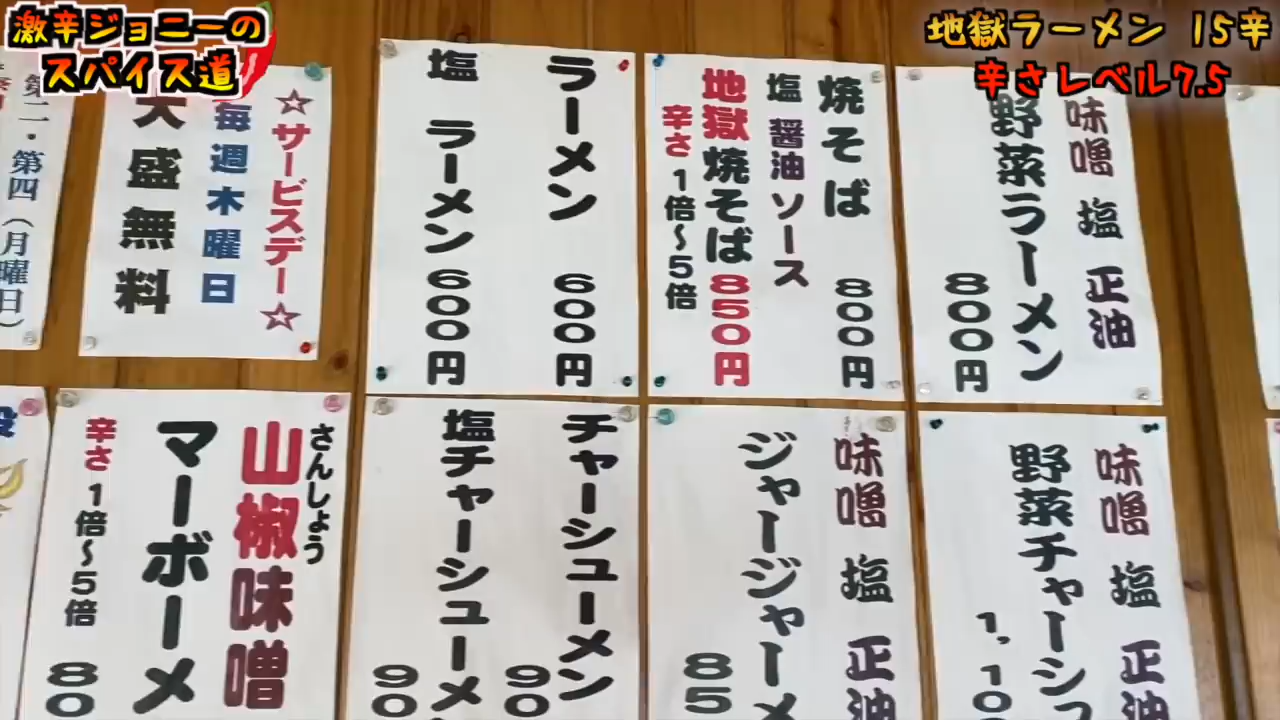 激辛ジョニーの
スパイス道
地獄ラーメン 15辛
辛さレベル7.5
味噌 塩 正油
野菜ラーメン
800円
焼そば 800円
塩 醤油 ソース
地獄焼そば 850円
辛さ 1倍〜5倍
ラーメン 600円
塩 ラーメン 600円
☆サービスデー☆
毎週木曜日
大盛無料
第二・第四(月曜日)
味噌 塩 正油
野菜チャーシュ
1,10
味噌 塩 正油
ジャージャーメ
85
チャーシューメン 90
塩チャーシューメン 90
さんしょう
山椒味噌
マーボーメ
80
辛さ 1倍〜5倍